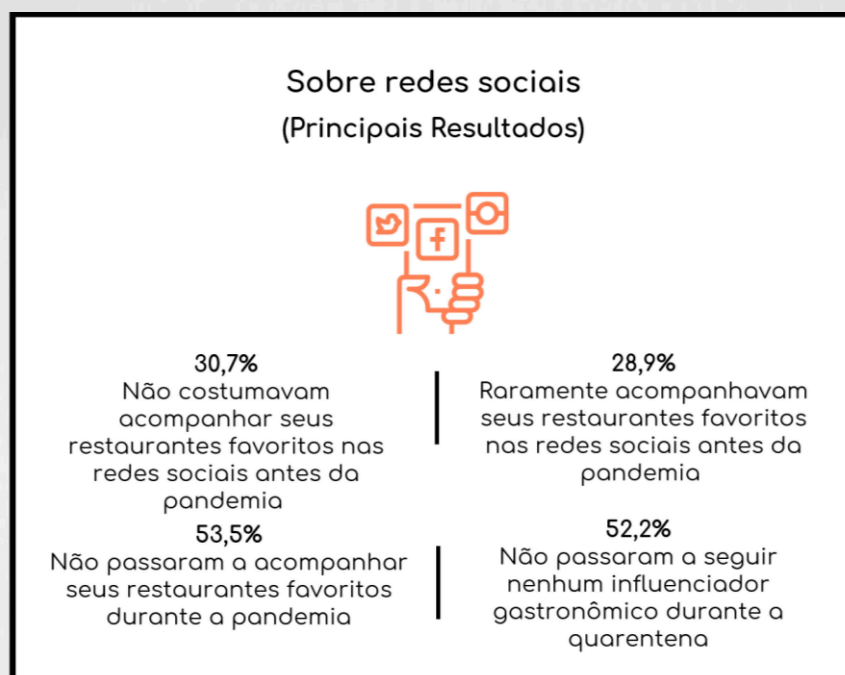 Sobre redes sociais
(Principais Resultados)
30,7%
Não costumavam
acompanhar seus
restaurantes favoritos nas
redes sociais antes da
pandemia
28,9%
Raramente acompanhavam
seus restaurantes favoritos
nas redes sociais antes da
pandemia
53,5%
Não passaram a acompanhar
seus restaurantes favoritos
durante a pandemia
52,2%
Não passaram a seguir
nenhum influenciador
gastronômico durante a
quarentena